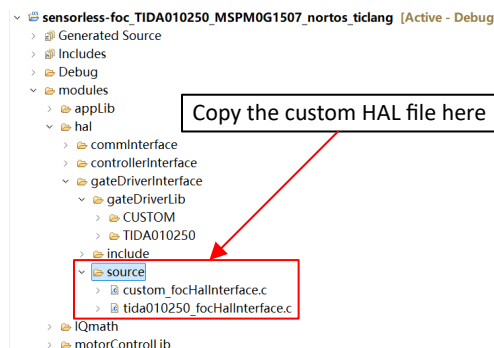 sensorless-foc_TIDA010250_MSPM0G1507_nortos_ticlang [Active - Debug
Generated Source
Includes
Debug
modules
appLib
Copy the custom HAL file here
hal
commInterface
controllerInterface
gateDriverInterface
gateDriverLib
CUSTOM
TIDA010250
include
source
custom_focHalInterface.c
tida010250_focHalInterface.c
IQmath
motorControlLib